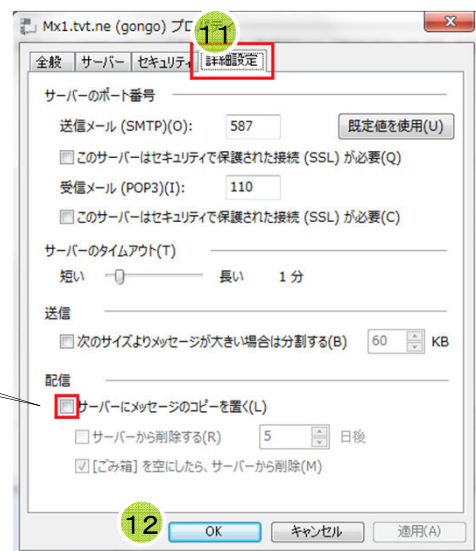 Mx1.tvt.ne (gongo) プロパティ
11
全般 サーバー セキュリティ 詳細設定
サーバーのポート番号
送信メール (SMTP)(O): 587 既定値を使用(U)
このサーバーはセキュリティで保護された接続 (SSL) が必要(Q)
受信メール (POP3)(I): 110
このサーバーはセキュリティで保護された接続 (SSL) が必要(C)
サーバーのタイムアウト(T)
短い 長い 1 分
送信
次のサイズよりメッセージが大きい場合は分割する(B) 60 KB
配信
サーバーにメッセージのコピーを置く(L)
サーバーから削除する(R) 5 日後
[ごみ箱] を空にしたら、サーバーから削除(M)
12
OK キャンセル 適用(A)